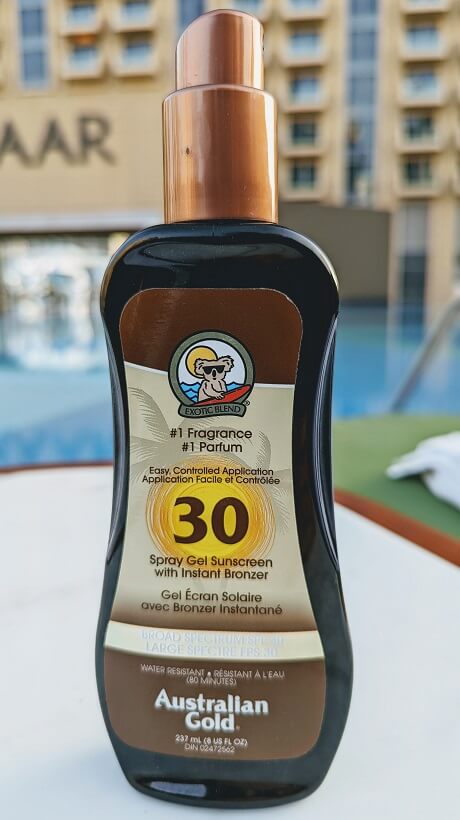 AAR
EXOTIC BLEND
#1 Fragrance
#1 Parfum
Easy, Controlled Application
Application Facile et Contrôlée
30
Spray Gel Sunscreen
with Instant Bronzer
Gel Écran Solaire
avec Bronzer Instantané
BROAD SPECTRUM SPF 30
LARGE SPECTRE FPS 30
WATER RESISTANT • RÉSISTANT À L'EAU
(80 MINUTES)
Australian
Gold®
237 mL (8 US FL OZ)
DIN 02472562